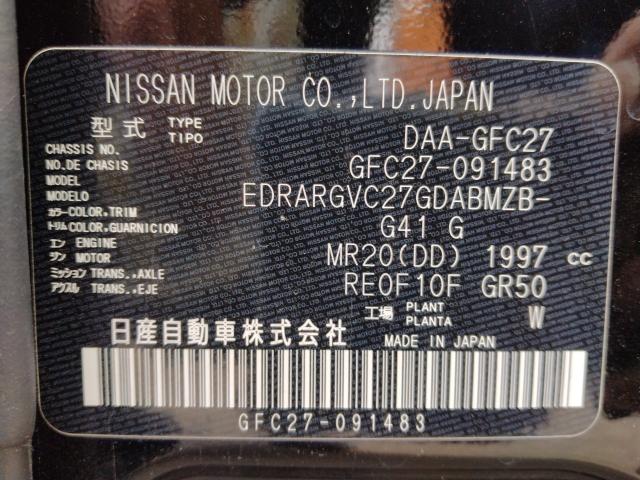 NISSAN MOTOR CO.,LTD.JAPAN
型式 TYPE TIPO DAA-GFC27
CHASSIS NO.
NO.DE CHASIS GFC27-091483
MODEL
MODELO EDRARGVC27GDABMZB-
カラー COLOR,TRIM
トリム COLOR,GUARNICION G41 G
エン ENGINE
ヂン MOTOR MR20(DD) 1997 cc
ミッション TRANS.,AXLE
アクスル TRANS.,EJE RE0F10F GR50
工場 PLANT PLANTA W
日産自動車株式会社 MADE IN JAPAN
GFC27-091483